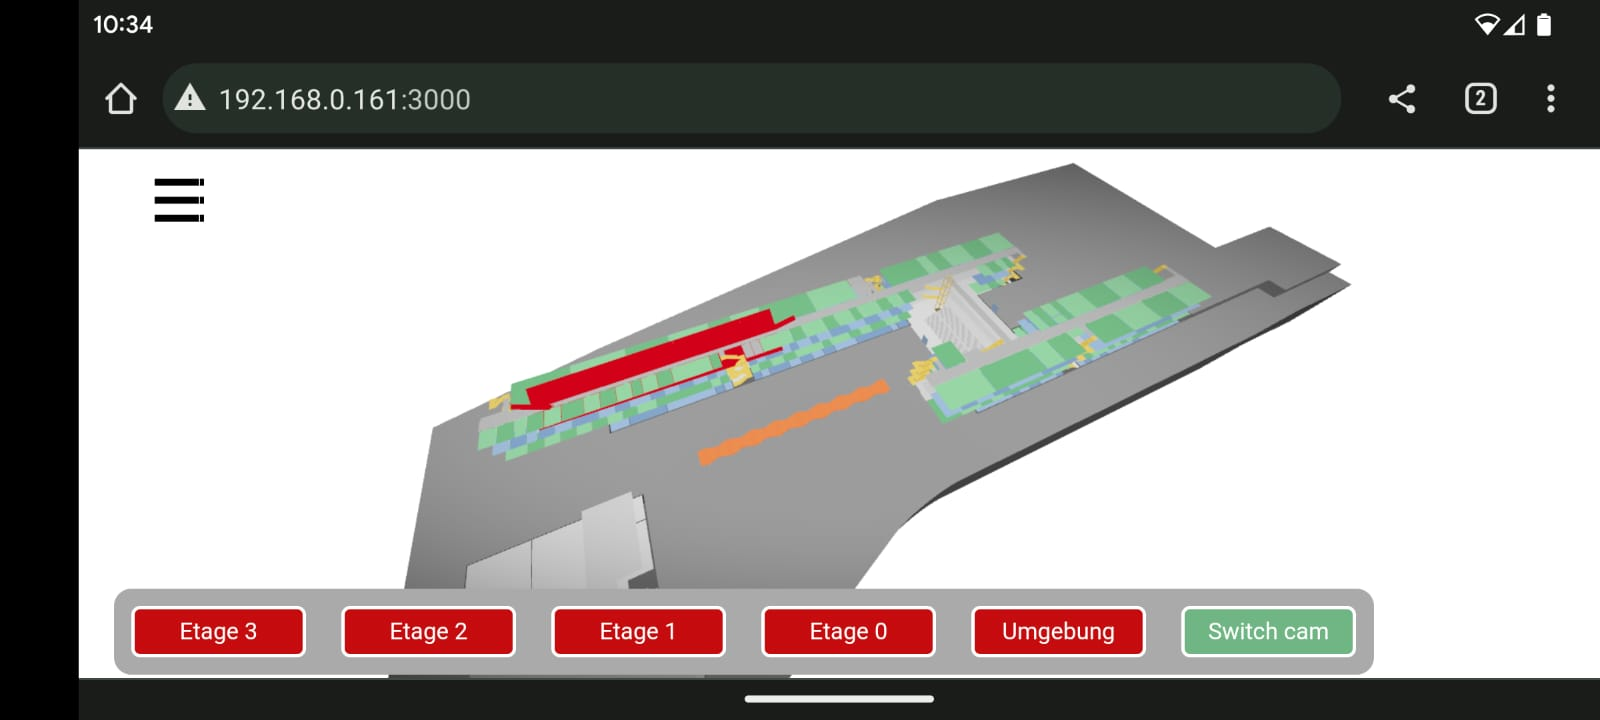 10:34
192.168.0.161:3000
2
Etage 3
Etage 2
Etage 1
Etage 0
Umgebung
Switch cam